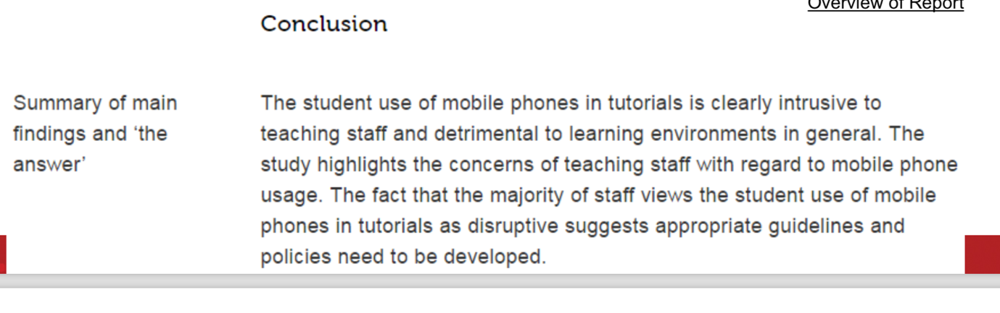 Overview of Report
Conclusion
Summary of main
findings and ‘the
answer’
The student use of mobile phones in tutorials is clearly intrusive to
teaching staff and detrimental to learning environments in general. The
study highlights the concerns of teaching staff with regard to mobile phone
usage. The fact that the majority of staff views the student use of mobile
phones in tutorials as disruptive suggests appropriate guidelines and
policies need to be developed.